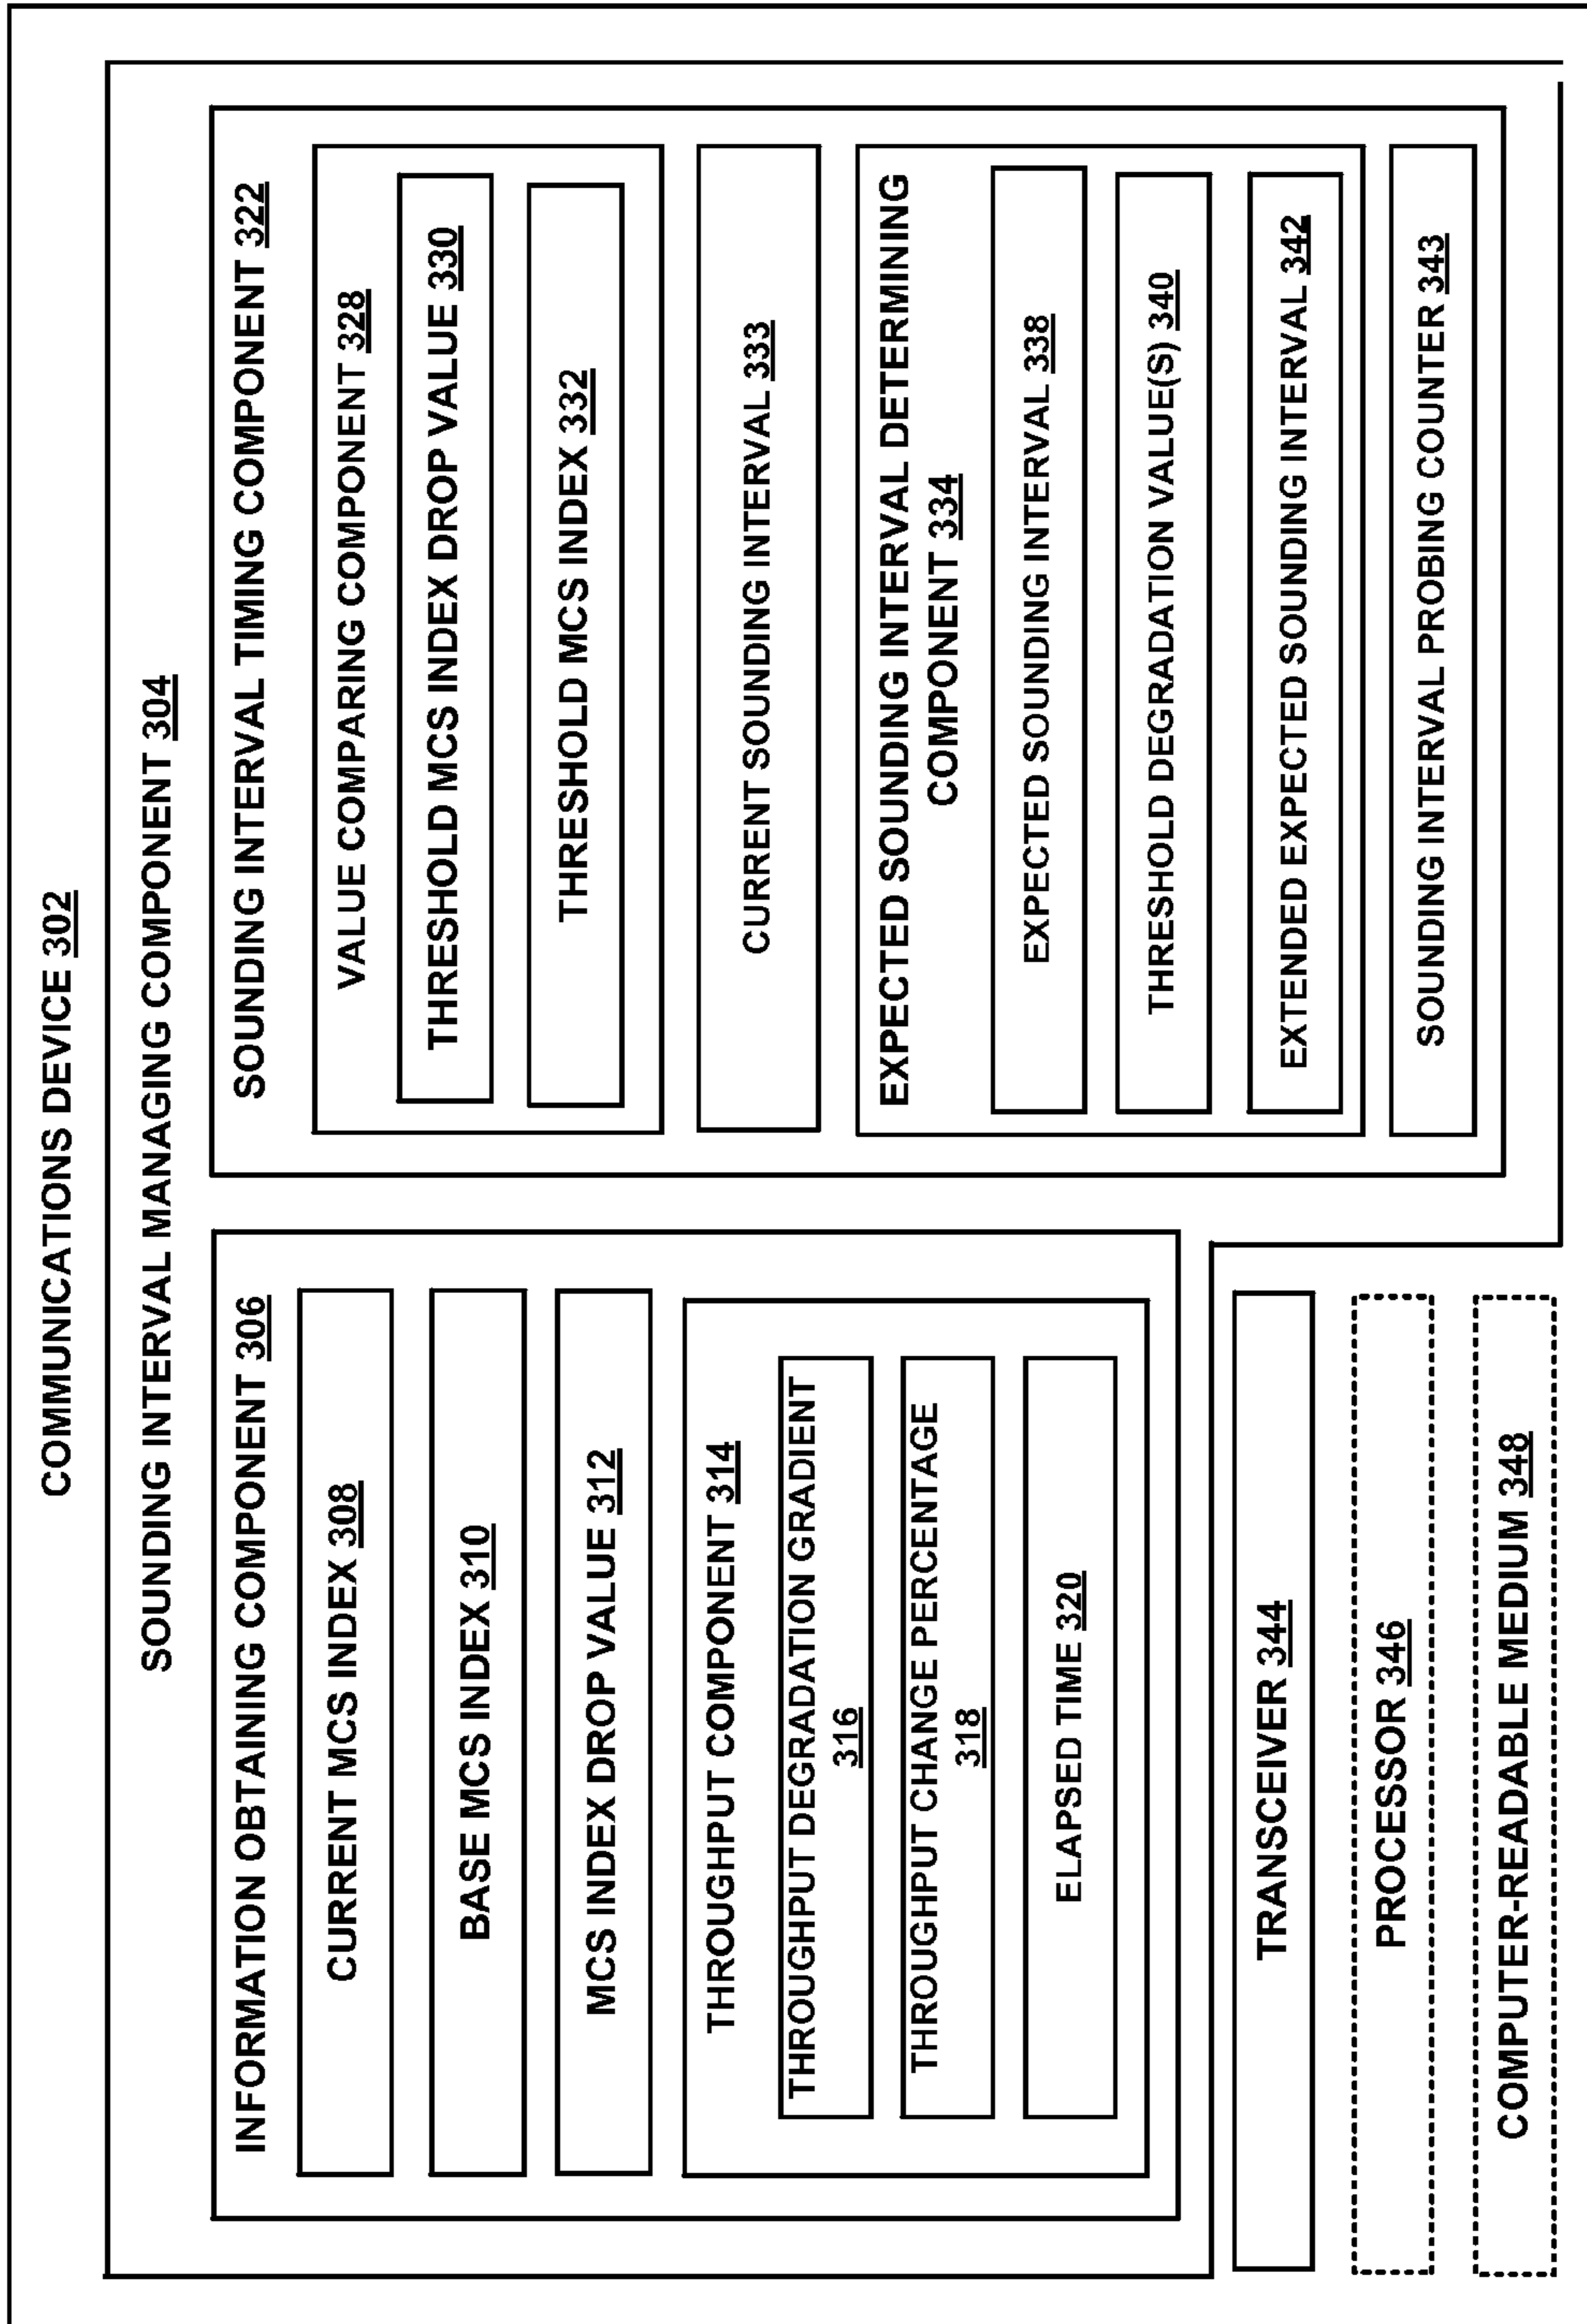 COMMUNICATIONS DEVICE 302
SOUNDING INTERVAL MANAGING COMPONENT 304
INFORMATION OBTAINING COMPONENT 306
CURRENT MCS INDEX 308
BASE MCS INDEX 310
MCS INDEX DROP VALUE 312
THROUGHPUT COMPONENT 314
THROUGHPUT DEGRADATION GRADIENT
316
THROUGHPUT CHANGE PERCENTAGE
318
ELAPSED TIME 320
SOUNDING INTERVAL TIMING COMPONENT 322
VALUE COMPARING COMPONENT 328
THRESHOLD MCS INDEX DROP VALUE 330
THRESHOLD MCS INDEX 332
CURRENT SOUNDING INTERVAL 333
EXPECTED SOUNDING INTERVAL DETERMINING
COMPONENT 334
EXPECTED SOUNDING INTERVAL 338
THRESHOLD DEGRADATION VALUE(S) 340
EXTENDED EXPECTED SOUNDING INTERVAL 342
SOUNDING INTERVAL PROBING COUNTER 343
TRANSCEIVER 344
PROCESSOR 346
COMPUTER-READABLE MEDIUM 348